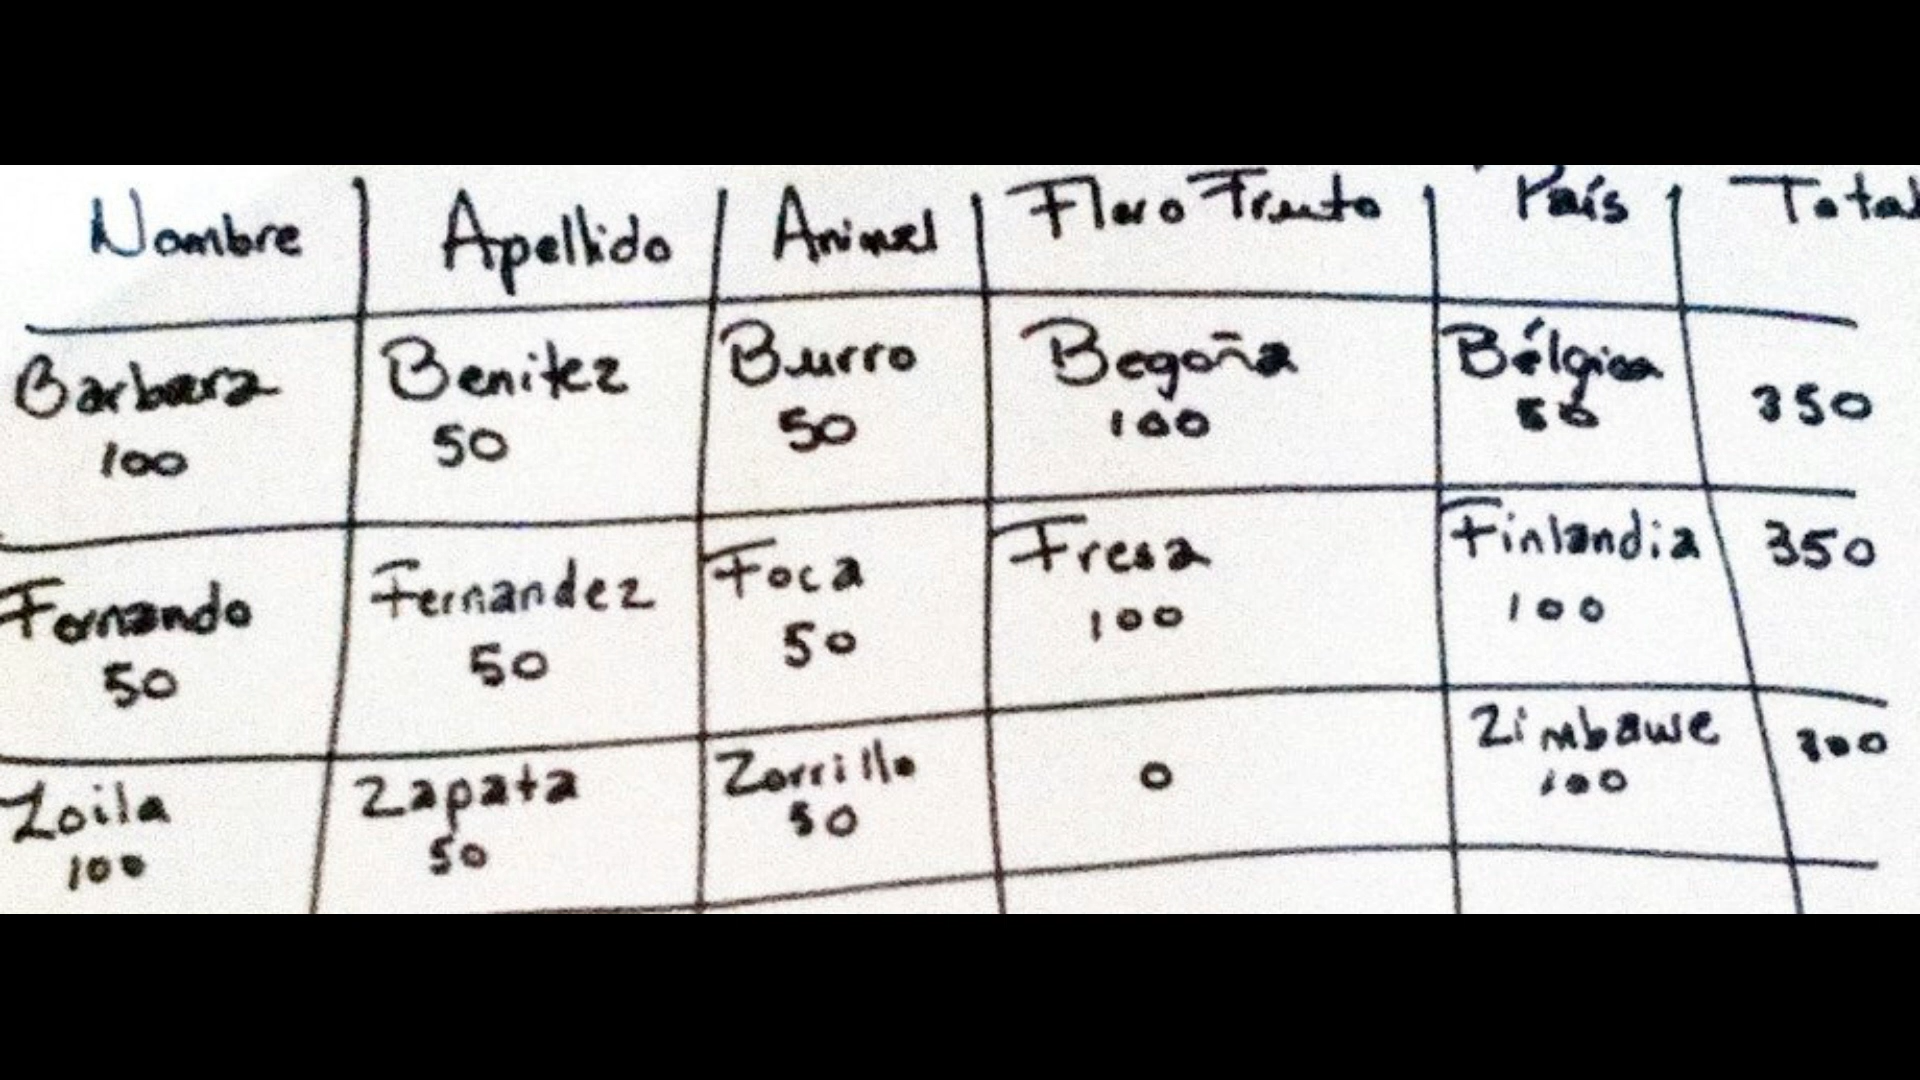 Nombre Apellido Animal Flor o Fruto País Total
Barbara Benitez Burro Begoña Bélgica
100 50 50 100 50 350
Fernando Fernandez Foca Fresa Finlandia 350
50 50 50 100 100
Zoila Zapata Zorrillo 0 Zimbawe 300
100 50 50 100